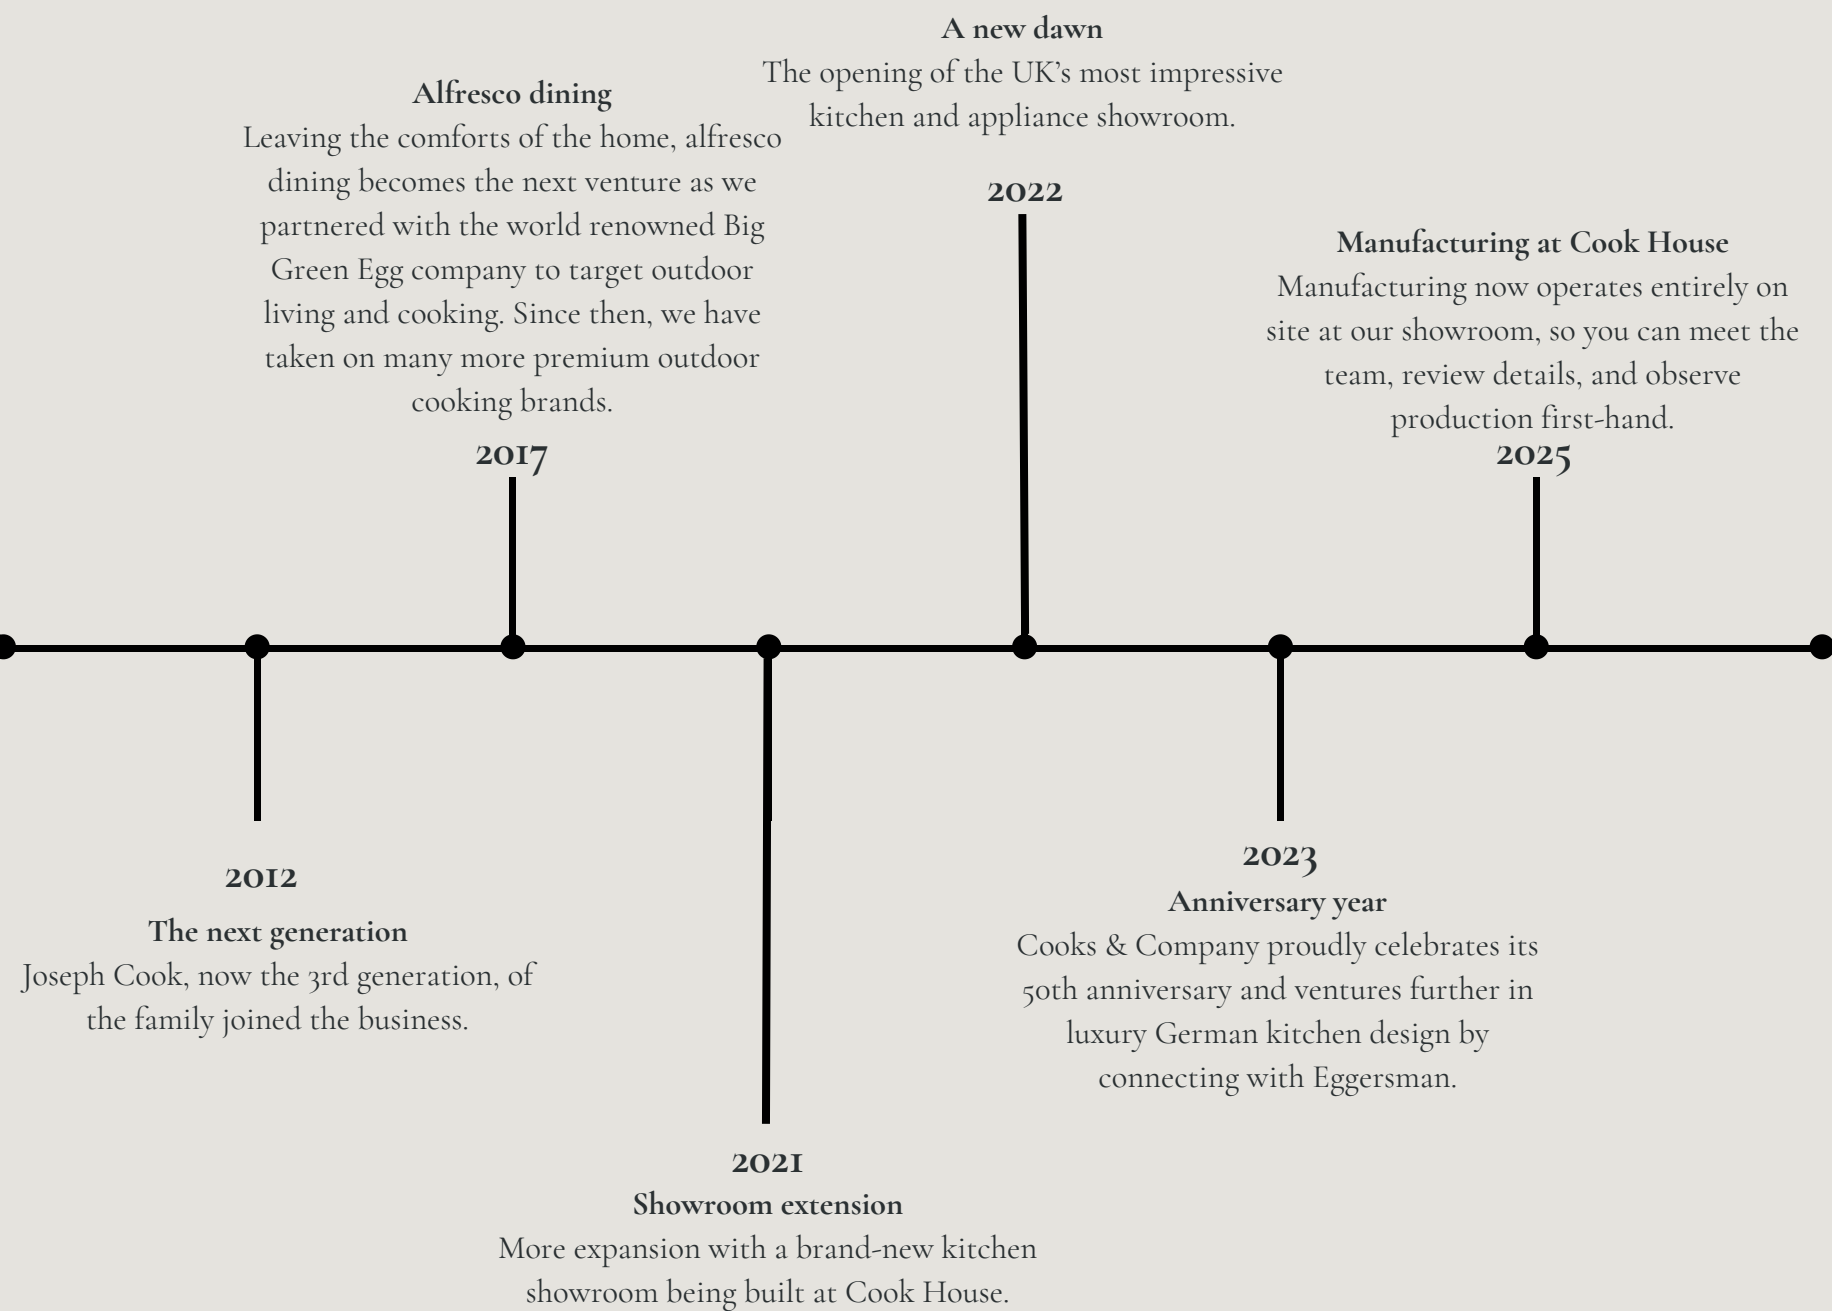 A new dawn
The opening of the UK’s most impressive
kitchen and appliance showroom.
2022
Alfresco dining
Leaving the comforts of the home, alfresco
dining becomes the next venture as we
partnered with the world renowned Big
Green Egg company to target outdoor
living and cooking. Since then, we have
taken on many more premium outdoor
cooking brands.
2017
Manufacturing at Cook House
Manufacturing now operates entirely on
site at our showroom, so you can meet the
team, review details, and observe
production first-hand.
2025
2012
The next generation
Joseph Cook, now the 3rd generation, of
the family joined the business.
2023
Anniversary year
Cooks & Company proudly celebrates its
50th anniversary and ventures further in
luxury German kitchen design by
connecting with Eggersman.
2021
Showroom extension
More expansion with a brand-new kitchen
showroom being built at Cook House.